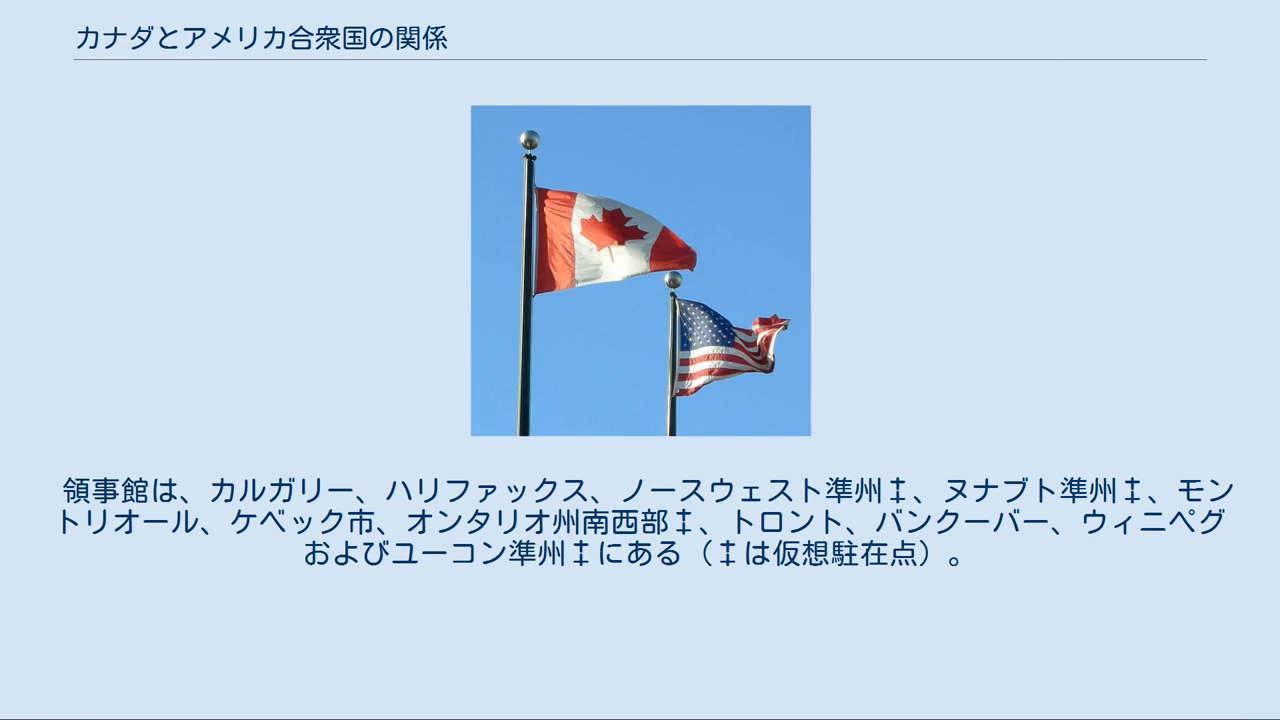 カナダとアメリカ合衆国の関係
領事館は、カルガリー、ハリファックス、ノースウェスト準州‡、ヌナブト準州‡、モン
トリオール、ケベック市、オンタリオ州南西部‡、トロント、バンクーバー、ウィニペグ
およびユーコン準州‡にある（‡は仮想駐在点）。